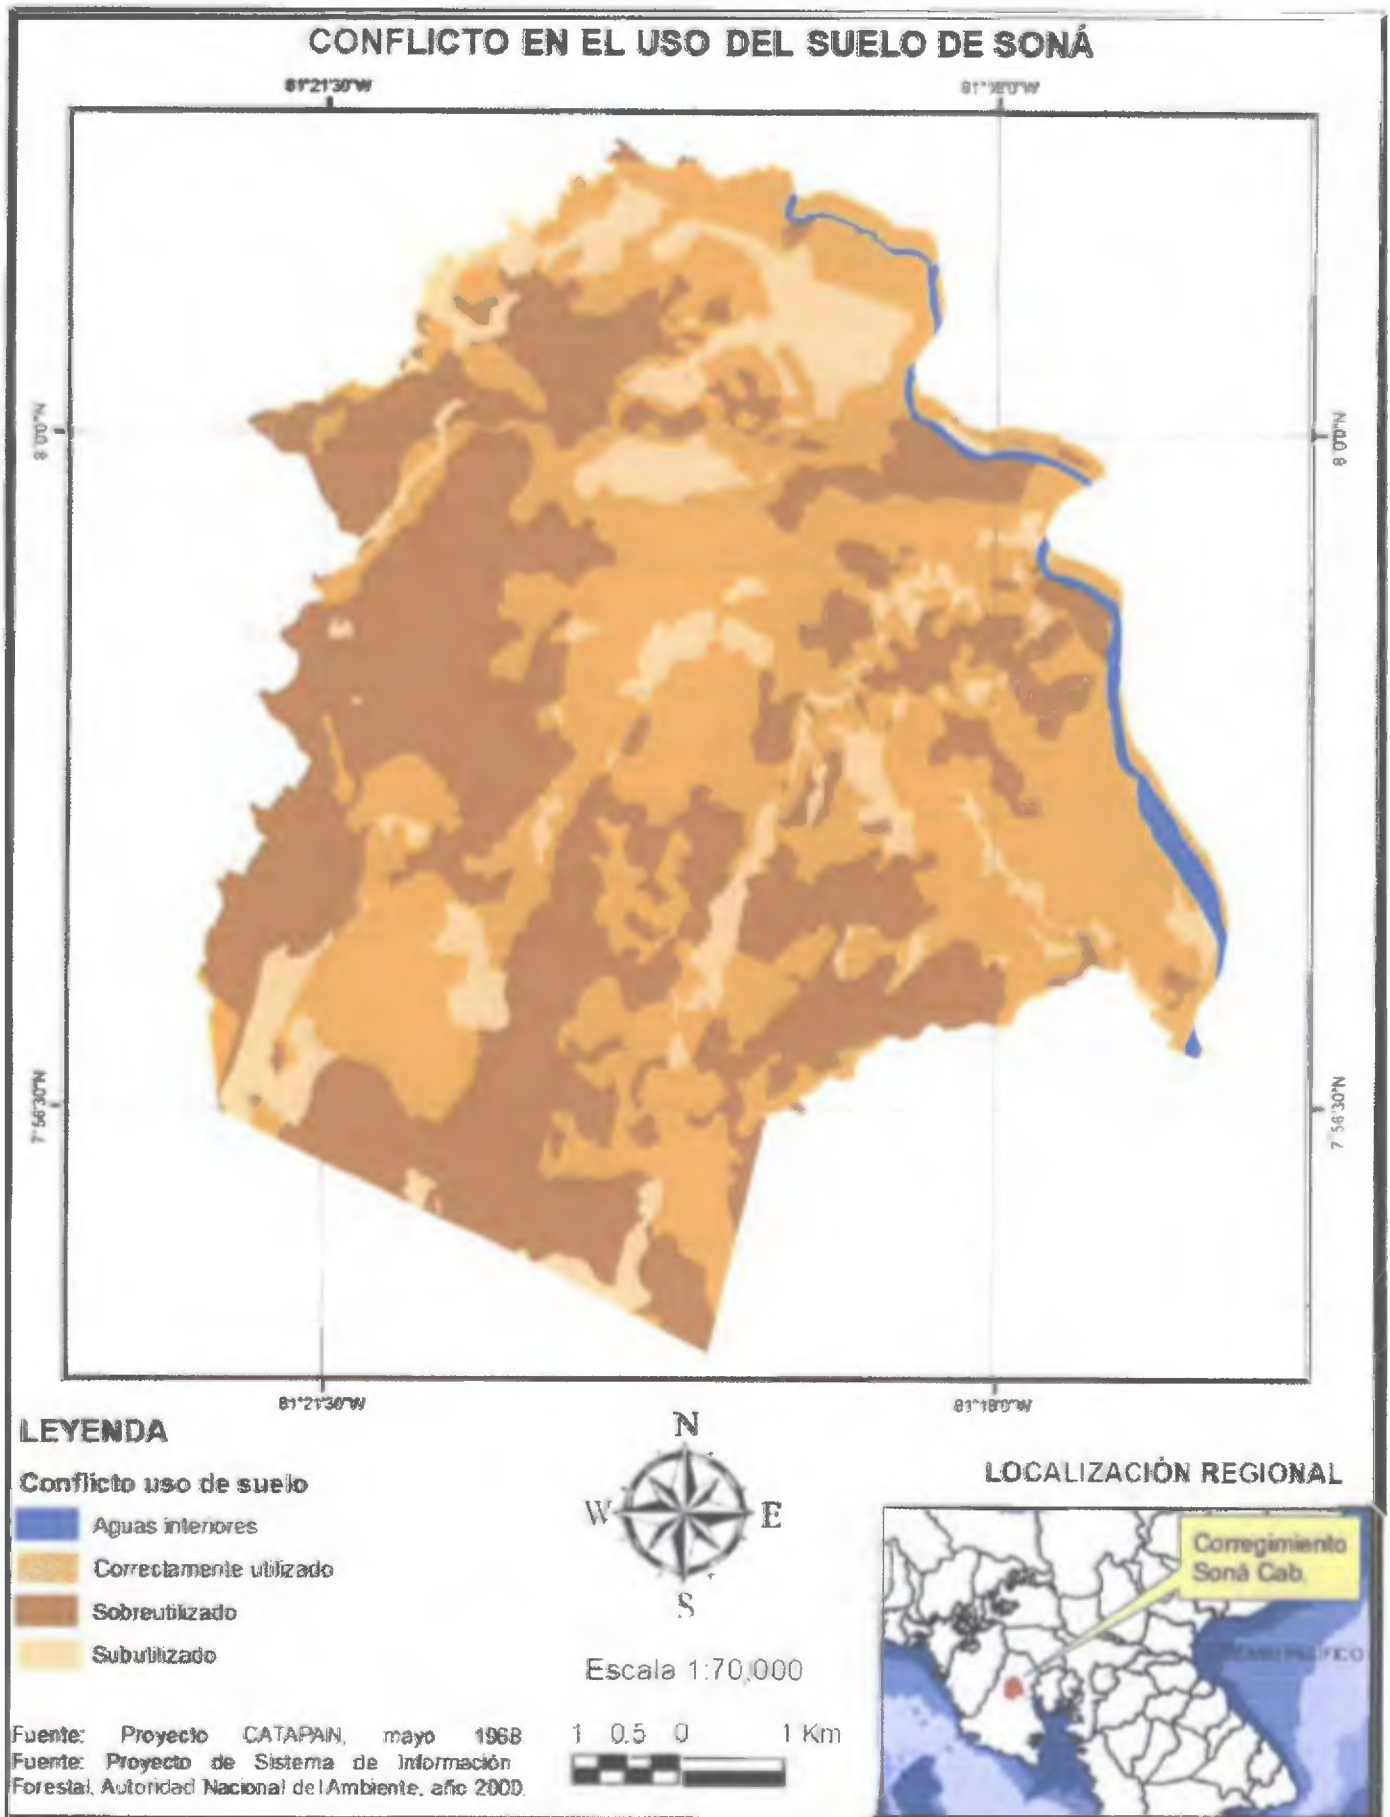 CONFLICTO EN EL USO DEL SUELO DE SONÁ
81°21'30"W
81°18'0"W
8°0'0"N
8°0'0"N
7°56'30"N
7°56'30"N
81°21'30"W
81°18'0"W
LEYENDA
Conflicto uso de suelo
Aguas interiores
Correctamente utilizado
Sobreutilizado
Subutilizado
N
W
E
S
Escala 1:70,000
1 0.5 0 1 Km
LOCALIZACIÓN REGIONAL
Corregimiento
Soná Cab.
PACIFICO
Fuente: Proyecto CATAPAN, mayo 1968
Fuente: Proyecto de Sistema de Información
Forestal, Autoridad Nacional del Ambiente, año 2000.